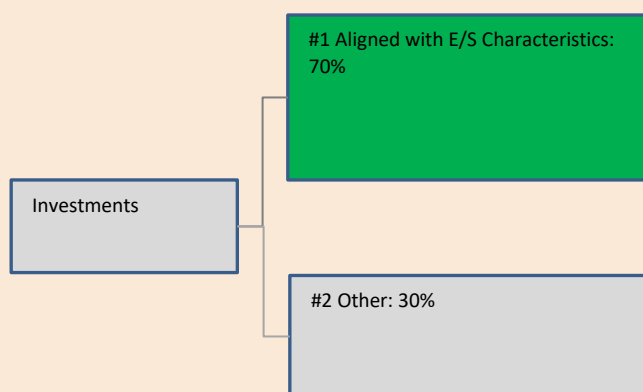 #1 Aligned with E/S Characteristics:
70%
Investments
#2 Other: 30%